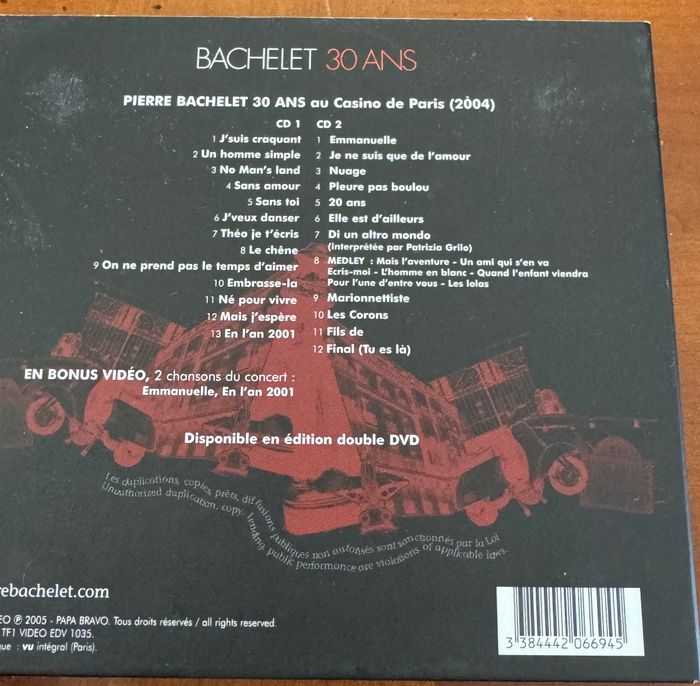 BACHELET 30 ANS
PIERRE BACHELET 30 ANS au Casino de Paris (2004)
CD 1
1 J'suis craquant
2 Un homme simple
3 No Man's land
4 Sans amour
5 Sans toi
6 J'veux danser
7 Théo je t'écris
8 Le chêne
9 On ne prend pas le temps d'aimer
10 Embrasse-la
11 Né pour vivre
12 Mais j'espère
13 En l'an 2001
CD 2
1 Emmanuelle
2 Je ne suis que de l'amour
3 Nuage
4 Pleure pas boulou
5 20 ans
6 Elle est d'ailleurs
7 Di un altro mondo
(Interprétée par Patrizia Grilo)
8 MEDLEY : Mais l'aventure - Un ami qui s'en va
Ecris-moi - L'homme en blanc - Quand l'enfant viendra
Pour l'une d'entre vous - Les lolas
9 Marionnettiste
10 Les Corons
11 Fils de
12 Final (Tu es là)
EN BONUS VIDÉO, 2 chansons du concert :
Emmanuelle, En l'an 2001
Disponible en édition double DVD
Les duplications, copies, prêts, diffusions publiques non autorisés sont sanctionnés par la Loi
Unauthorized duplication, copy, lending, public performance are violations of applicable laws.
rebachelet.com
EO ℗ 2005 - PAPA BRAVO. Tous droits réservés / all rights reserved.
TF1 VIDEO EDV 1035.
que : vu intégral (Paris).
3 384442 066945